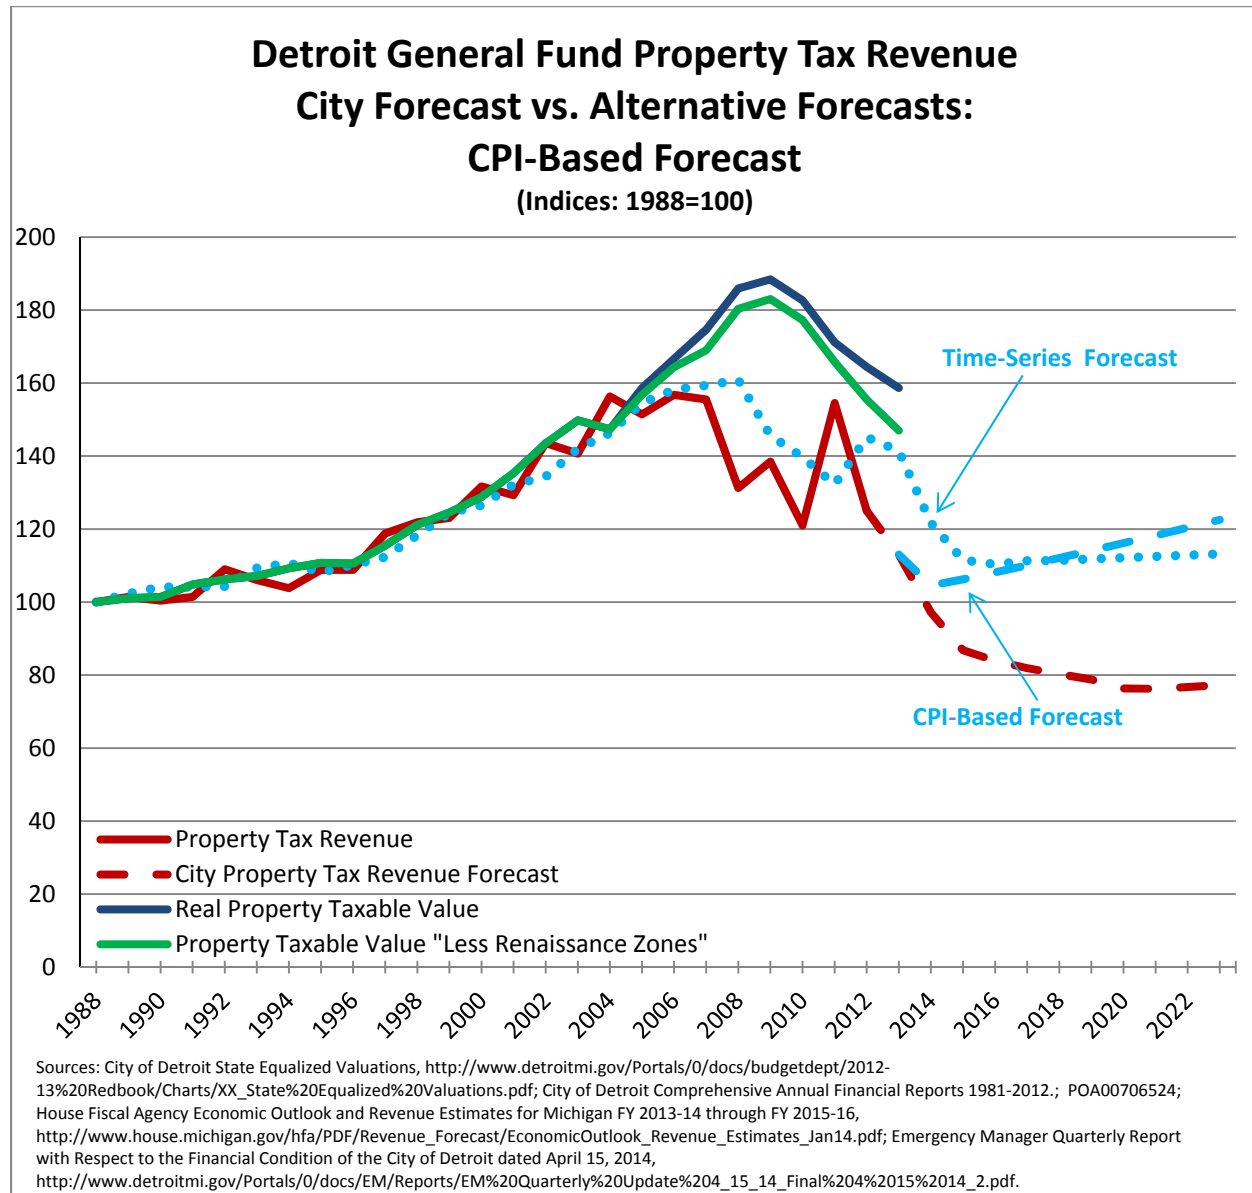 Detroit General Fund Property Tax Revenue
City Forecast vs. Alternative Forecasts:
CPI-Based Forecast
(Indices: 1988=100)
200
180
160
140
120
100
80
60
40
20
0
Time-Series Forecast
CPI-Based Forecast
Property Tax Revenue
City Property Tax Revenue Forecast
Real Property Taxable Value
Property Taxable Value "Less Renaissance Zones"
1988
1990
1992
1994
1996
1998
2000
2002
2004
2006
2008
2010
2012
2014
2016
2018
2020
2022
Sources: City of Detroit State Equalized Valuations, http://www.detroitmi.gov/Portals/0/docs/budgetdept/2012-
13%20Redbook/Charts/XX_State%20Equalized%20Valuations.pdf; City of Detroit Comprehensive Annual Financial Reports 1981-2012.; POA00706524;
House Fiscal Agency Economic Outlook and Revenue Estimates for Michigan FY 2013-14 through FY 2015-16,
http://www.house.michigan.gov/hfa/PDF/Revenue_Forecast/EconomicOutlook_Revenue_Estimates_Jan14.pdf; Emergency Manager Quarterly Report
with Respect to the Financial Condition of the City of Detroit dated April 15, 2014,
http://www.detroitmi.gov/Portals/0/docs/EM/Reports/EM%20Quarterly%20Update%204_15_14_Final%204%2015%2014_2.pdf.